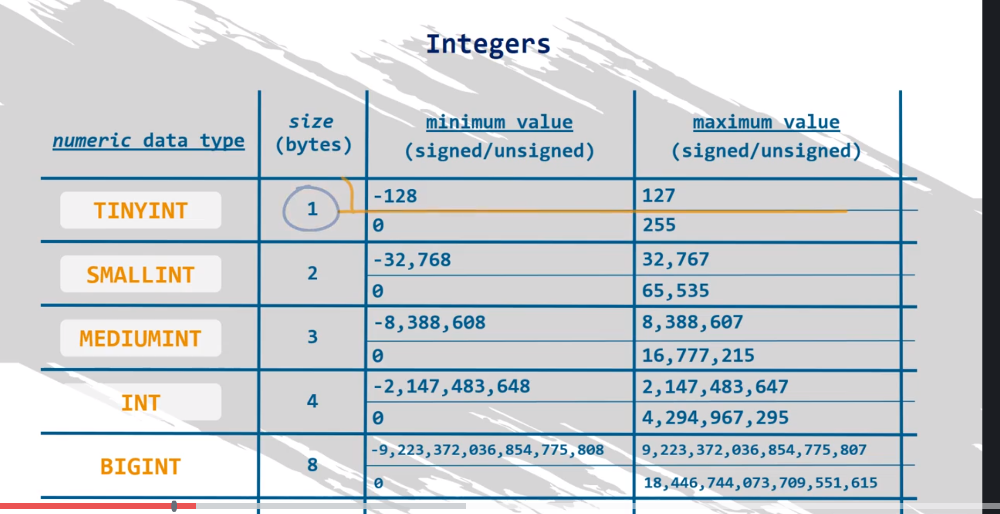 Integers
numeric data type
size
(bytes)
minimum value
(signed/unsigned)
maximum value
(signed/unsigned)
TINYINT
1
-128
127
0
255
SMALLINT
2
-32,768
32,767
0
65,535
MEDIUMINT
3
-8,388,608
8,388,607
0
16,777,215
INT
4
-2,147,483,648
2,147,483,647
0
4,294,967,295
BIGINT
8
-9,223,372,036,854,775,808
9,223,372,036,854,775,807
0
18,446,744,073,709,551,615